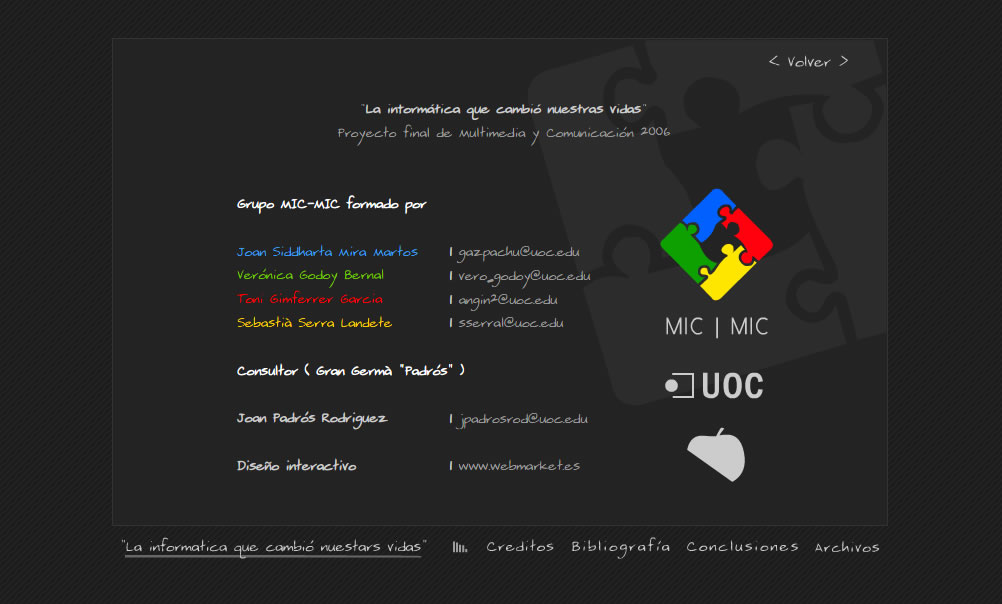 < Volver >
"La informática que cambió nuestras vidas"
Proyecto final de Multimedia y Comunicación 2006
Grupo MIC-MIC formado por
Joan Siddharta Mira Martos | gazpachu@uoc.edu
Verónica Godoy Bernal | vero_godoy@uoc.edu
Toni Gimferrer Garcia | angin2@uoc.edu
Sebastià Serra Landete | sserral@uoc.edu
MIC | MIC
Consultor ( Gran Germà "Padrós" )
UOC
Joan Padrós Rodriguez | jpadrosrod@uoc.edu
Diseño interactivo | www.webmarket.es
"La informatica que cambió nuestars vidas" Creditos Bibliografía Conclusiones Archivos